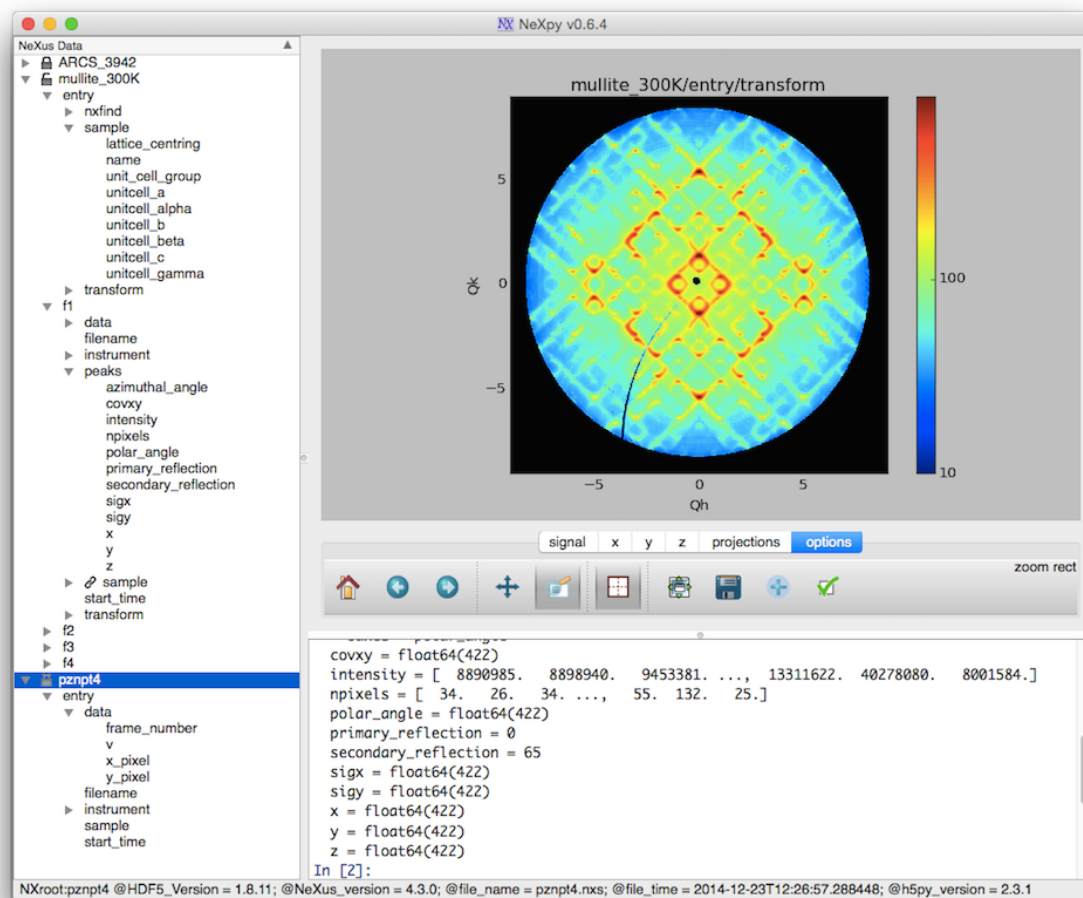 NeXpy v0.6.4
NeXus Data
ARCS_3942
mullite_300K
entry
nxfind
sample
lattice_centring
name
unit_cell_group
unitcell_a
unitcell_alpha
unitcell_b
unitcell_beta
unitcell_c
unitcell_gamma
transform
f1
data
filename
instrument
peaks
azimuthal_angle
covxy
intensity
npixels
polar_angle
primary_reflection
secondary_reflection
sigx
sigy
x
y
z
sample
start_time
transform
f2
f3
f4
pznpt4
entry
data
frame_number
v
x_pixel
y_pixel
filename
instrument
sample
start_time
mullite_300K/entry/transform
5
0
−5
Qk
−5 0 5
Qh
100
10
signal x y z projections options
zoom rect
covxy = float64(422)
intensity = [ 8890985. 8898940. 9453381. ..., 13311622. 40278080. 8001584.]
npixels = [ 34. 26. 34. ..., 55. 132. 25.]
polar_angle = float64(422)
primary_reflection = 0
secondary_reflection = 65
sigx = float64(422)
sigy = float64(422)
x = float64(422)
y = float64(422)
z = float64(422)
In [2]:
NXroot:pznpt4 @HDF5_Version = 1.8.11; @NeXus_version = 4.3.0; @file_name = pznpt4.nxs; @file_time = 2014-12-23T12:26:57.288448; @h5py_version = 2.3.1